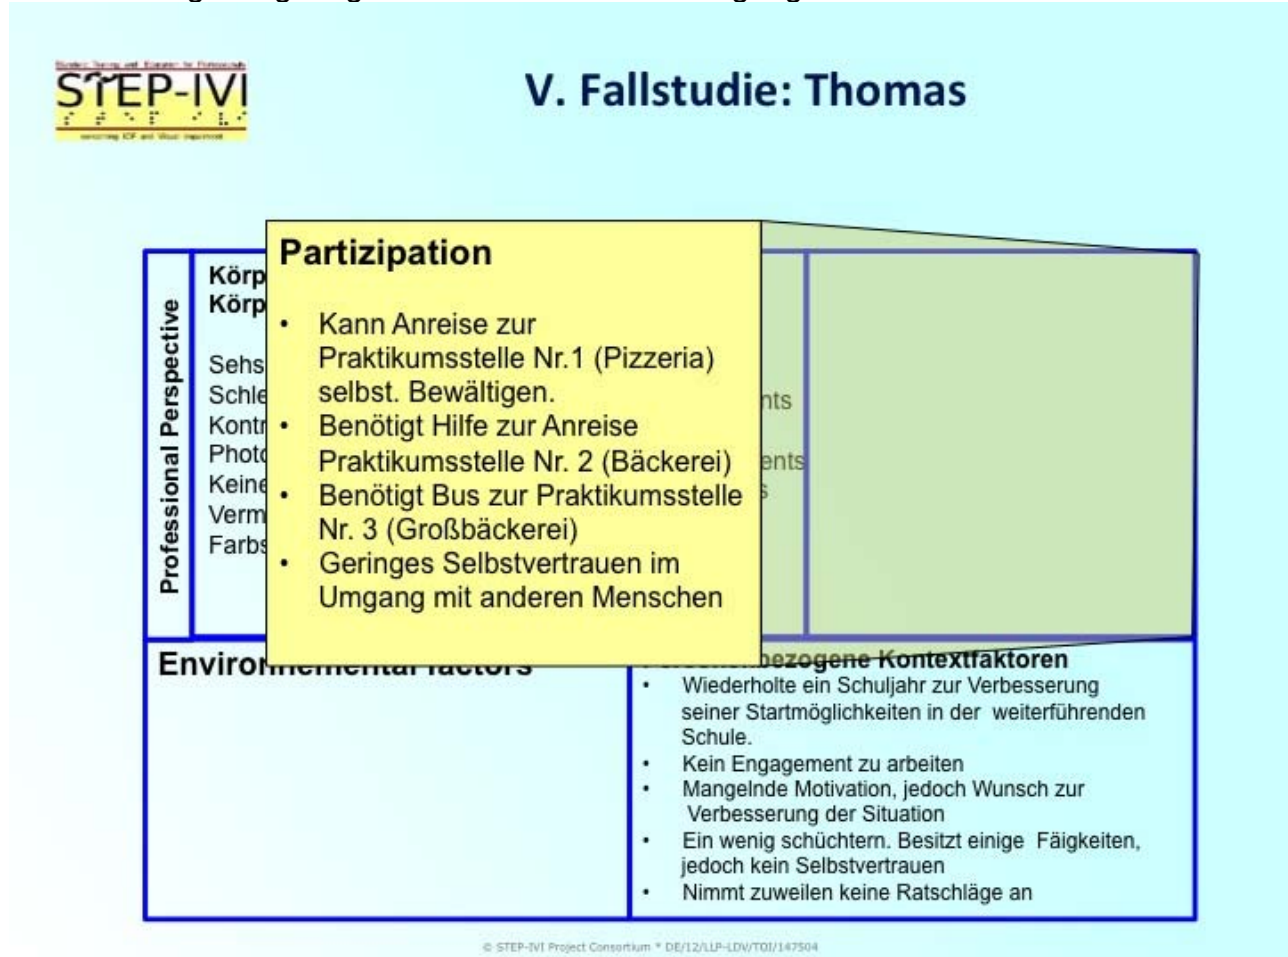 STEP-IVI
V. Fallstudie: Thomas
Partizipation
• Kann Anreise zur
Praktikumsstelle Nr.1 (Pizzeria)
selbst. Bewältigen.
• Benötigt Hilfe zur Anreise
Praktikumsstelle Nr. 2 (Bäckerei)
• Benötigt Bus zur Praktikumsstelle
Nr. 3 (Großbäckerei)
• Geringes Selbstvertrauen im
Umgang mit anderen Menschen
Professional Perspective
Körp
Körp
Sehs
Schle
Kontr
Photo
Keine
Verm
Farbs
nts
ents
s
Environnemental factors
bezogene Kontextfaktoren
• Wiederholte ein Schuljahr zur Verbesserung
seiner Startmöglichkeiten in der weiterführenden
Schule.
• Kein Engagement zu arbeiten
• Mangelnde Motivation, jedoch Wunsch zur
Verbesserung der Situation
• Ein wenig schüchtern. Besitzt einige Fäigkeiten,
jedoch kein Selbstvertrauen
• Nimmt zuweilen keine Ratschläge an
© STEP-IVI Project Consortium * DE/12/LLP-LDV/TOI/147504